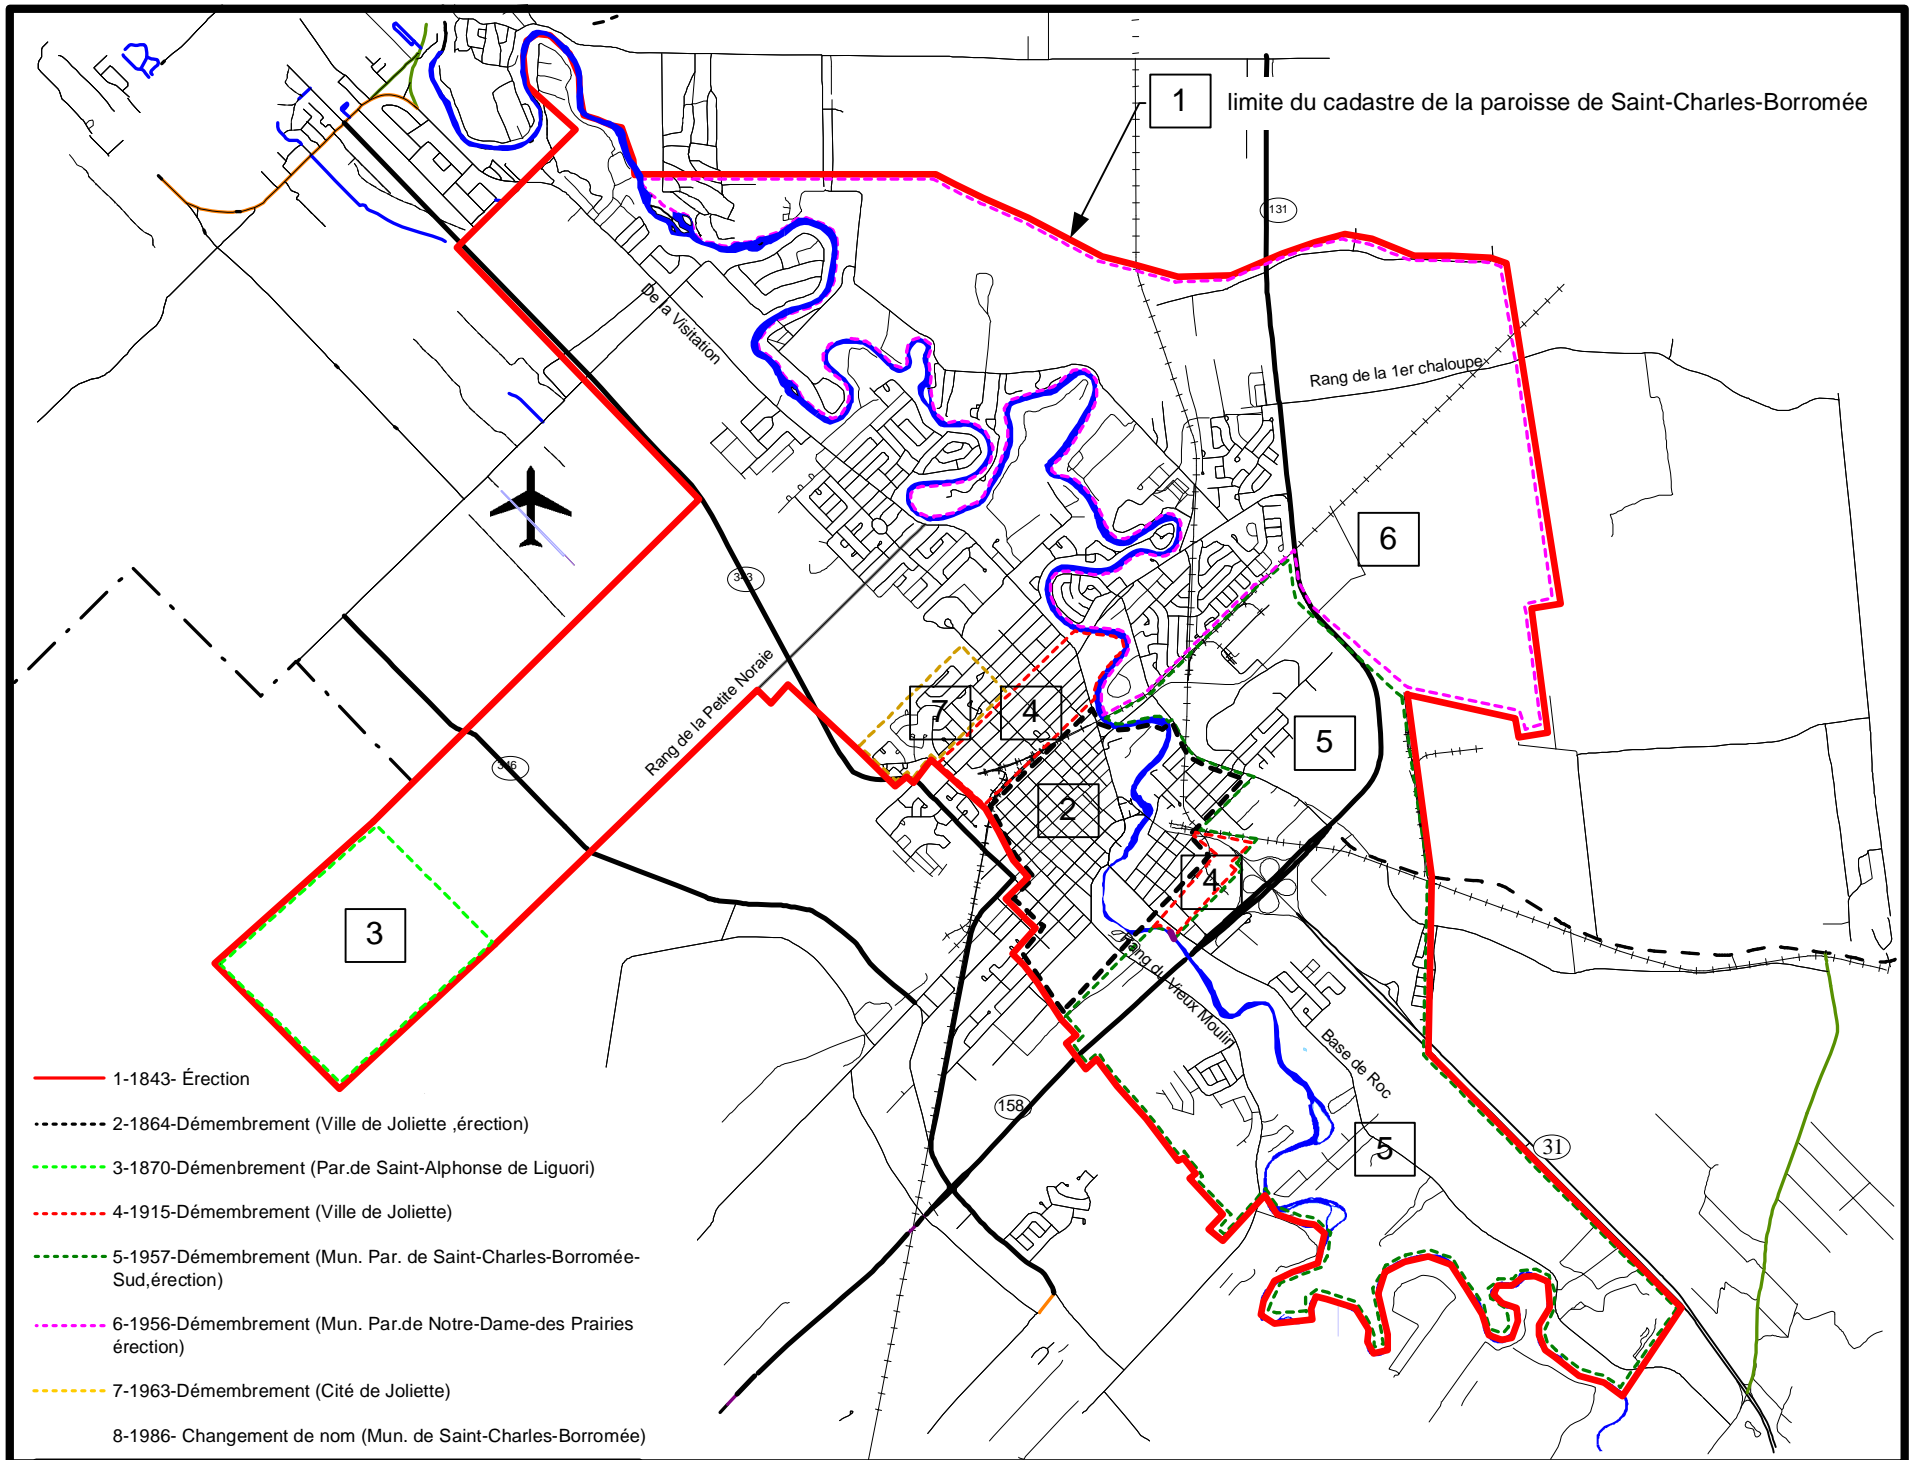 1 limite du cadastre de la paroisse de Saint-Charles-Borromée
131
De la Visitation
Rang de la 1er chaloupe
6
343
Rang de la Petite Noraie
7
4
5
346
2
4
3
Rang du Vieux Moulin
Base de Roc
158
5
31
1-1843- Érection
2-1864-Démembrement (Ville de Joliette ,érection)
3-1870-Démenbrement (Par.de Saint-Alphonse de Liguori)
4-1915-Démembrement (Ville de Joliette)
5-1957-Démembrement (Mun. Par. de Saint-Charles-Borromée-
Sud,érection)
6-1956-Démembrement (Mun. Par.de Notre-Dame-des Prairies
érection)
7-1963-Démembrement (Cité de Joliette)
8-1986- Changement de nom (Mun. de Saint-Charles-Borromée)